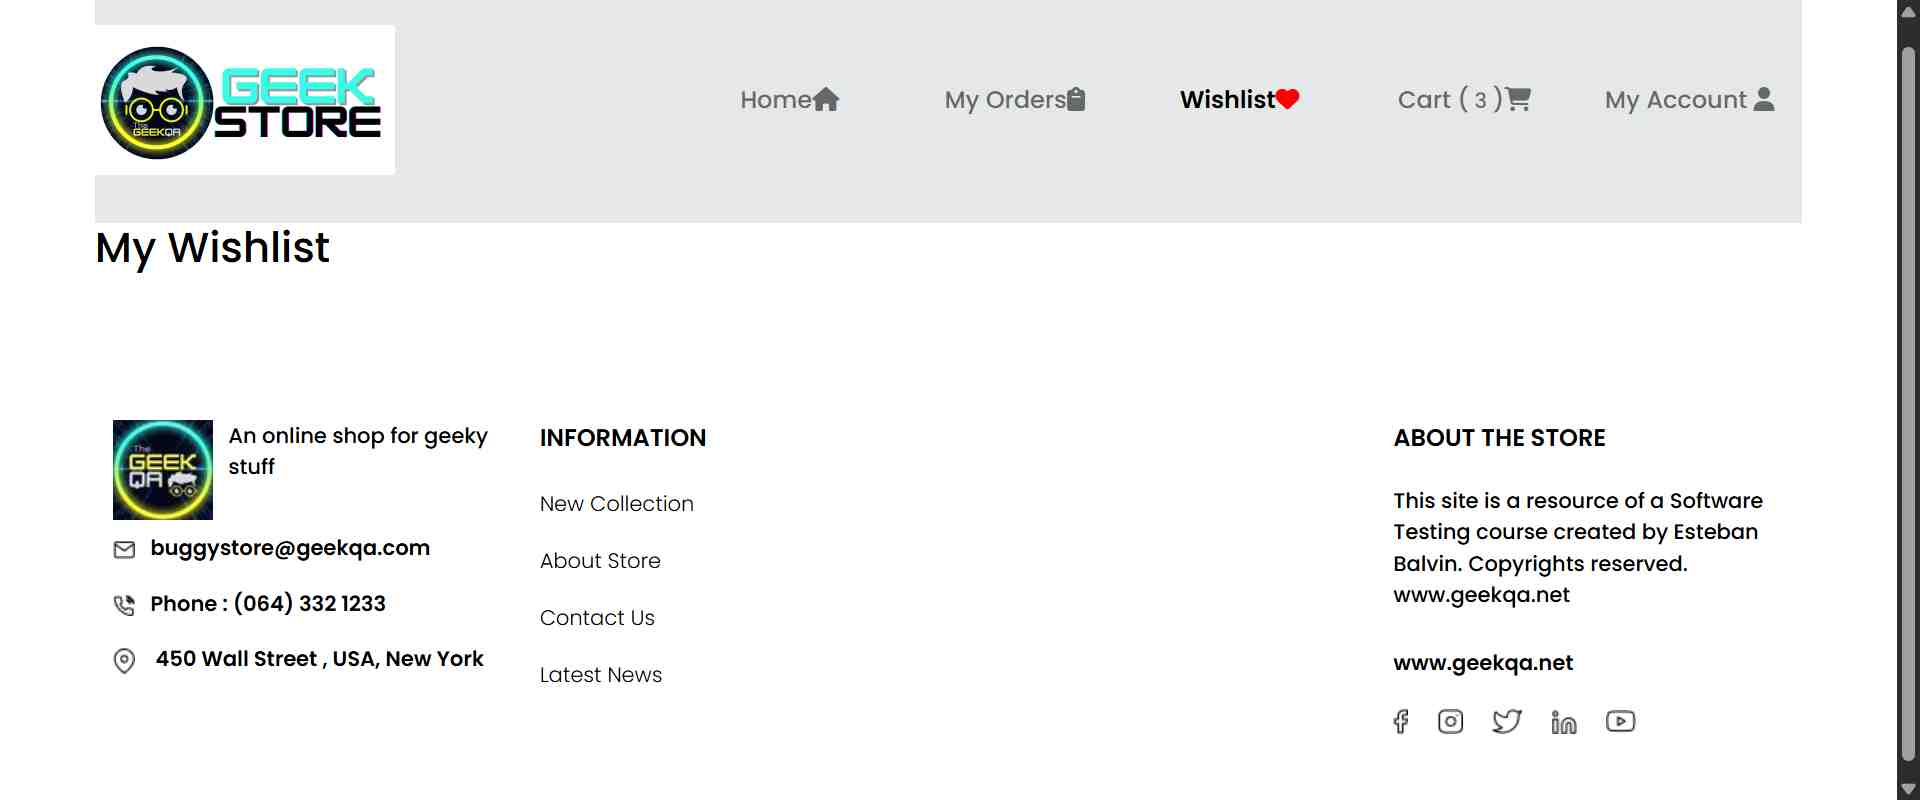 The
GEEKQA
GEEK
STORE
Home
My Orders
Wishlist
Cart ( 3 )
My Account
My Wishlist
The
GEEK
QA
An online shop for geeky
stuff
buggystore@geekqa.com
Phone : (064) 332 1233
450 Wall Street , USA, New York
INFORMATION
New Collection
About Store
Contact Us
Latest News
ABOUT THE STORE
This site is a resource of a Software
Testing course created by Esteban
Balvin. Copyrights reserved.
www.geekqa.net
www.geekqa.net